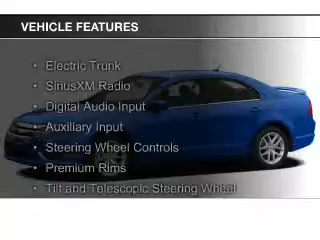 VEHICLE FEATURES
• Electric Trunk
• SiriusXM Radio
• Digital Audio Input
• Auxiliary Input
• Steering Wheel Controls
• Premium Rims
• Tilt and Telescopic Steering Wheel